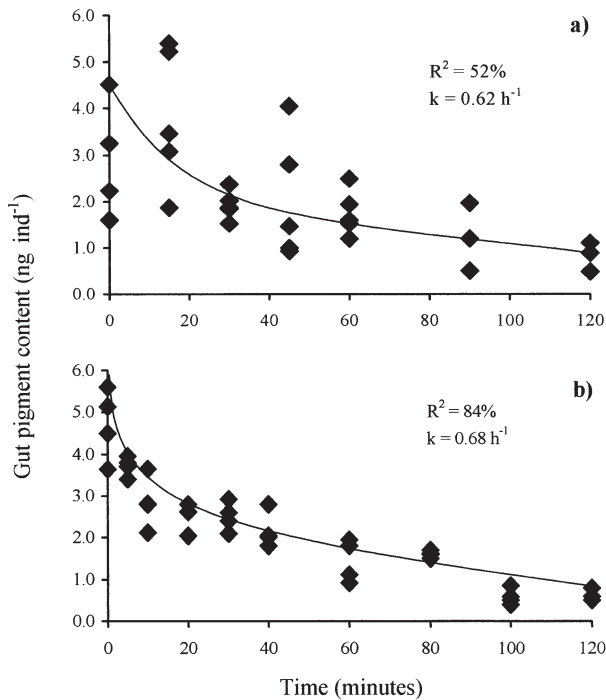 a)
R² = 52%
k = 0.62 h⁻¹
6.0
5.0
4.0
3.0
2.0
1.0
0.0
0 20 40 60 80 100 120
Gut pigment content (ng ind⁻¹)
b)
R² = 84%
k = 0.68 h⁻¹
6.0
5.0
4.0
3.0
2.0
1.0
0.0
0 20 40 60 80 100 120
Time (minutes)